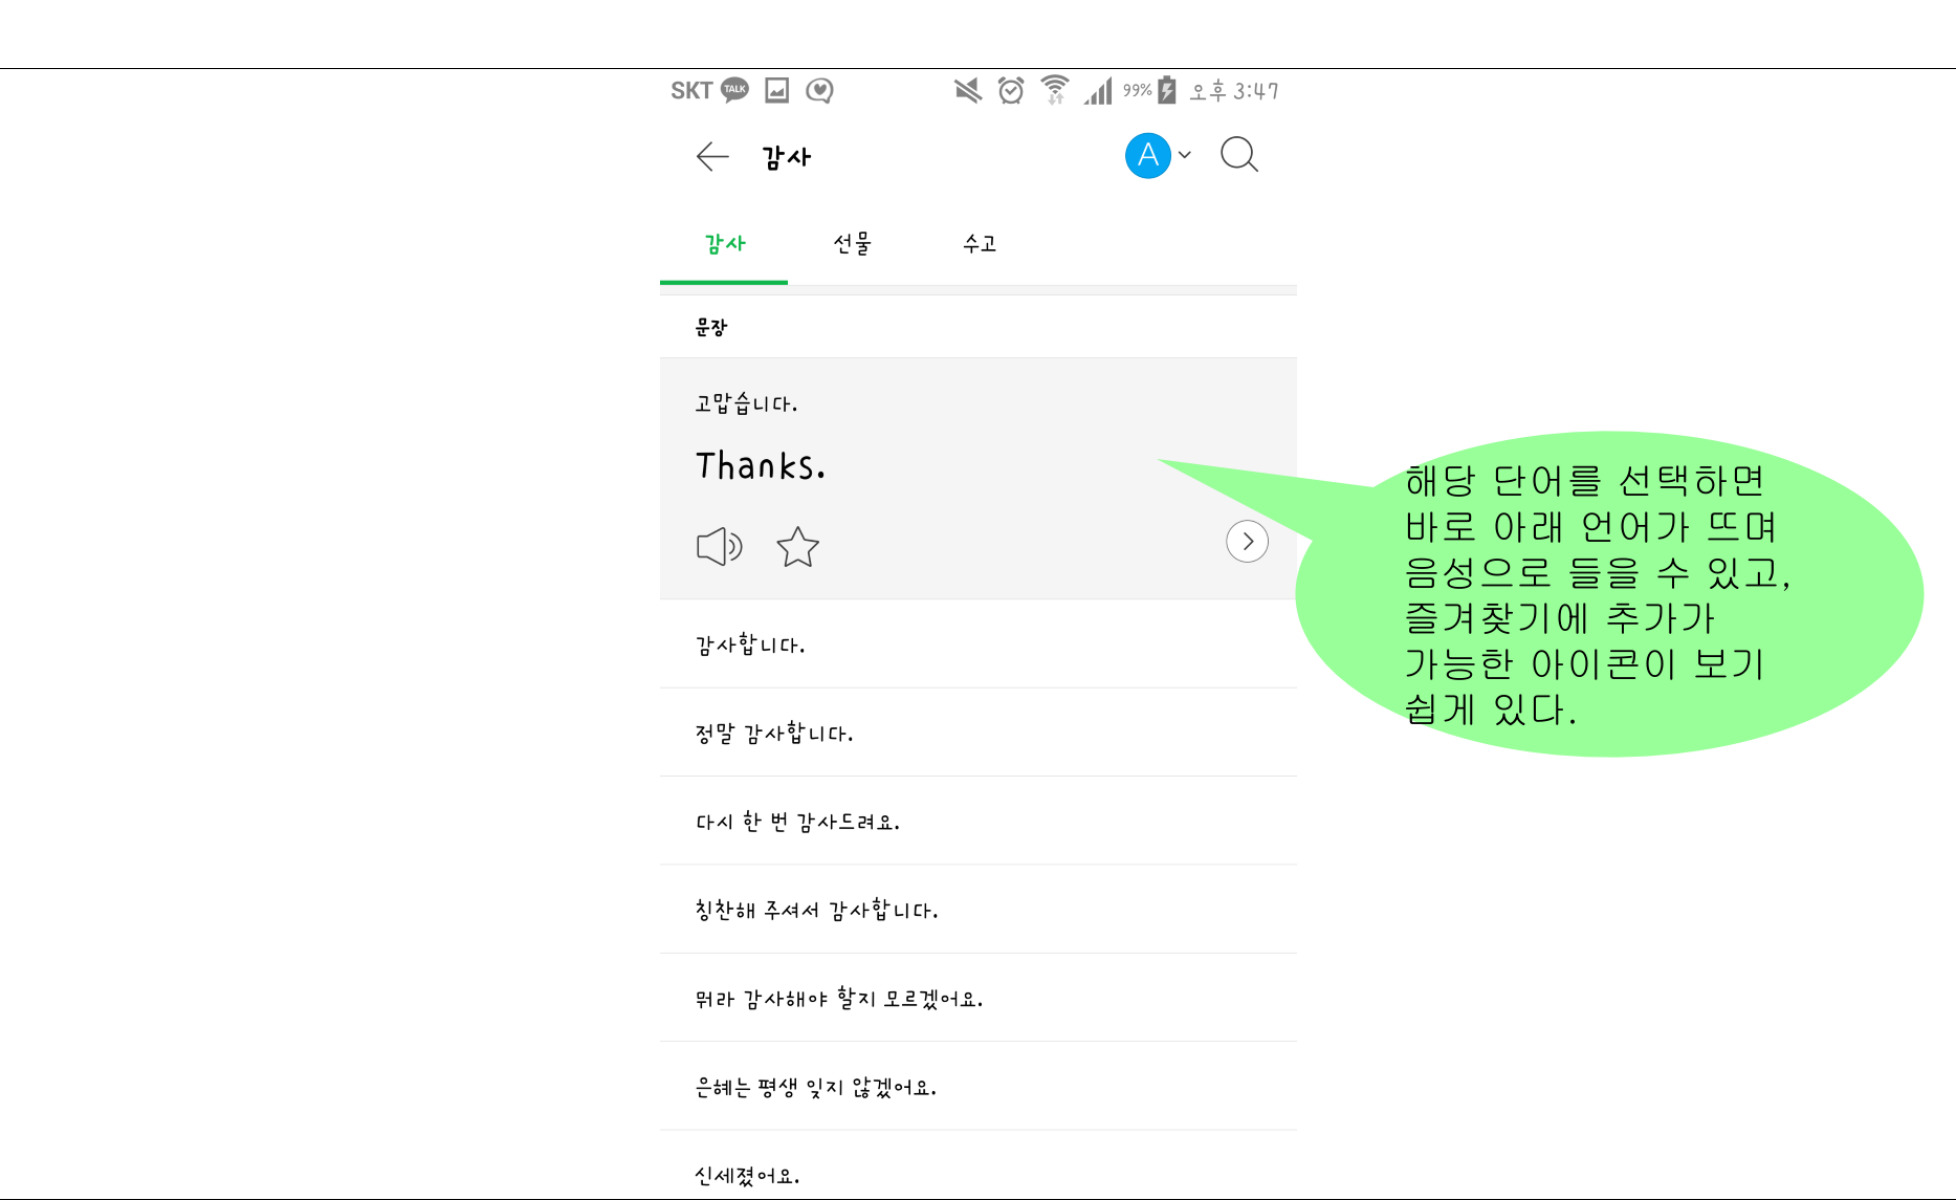 SKT TALK 99% 오후 3:47
감사 A
감사 선물 수고
문장
고맙습니다.
Thanks.
감사합니다.
정말 감사합니다.
다시 한 번 감사드려요.
칭찬해 주셔서 감사합니다.
뭐라 감사해야 할지 모르겠어요.
은혜는 평생 잊지 않겠어요.
신세졌어요.
해당 단어를 선택하면
바로 아래 언어가 뜨며
음성으로 들을 수 있고,
즐겨찾기에 추가가
가능한 아이콘이 보기
쉽게 있다.